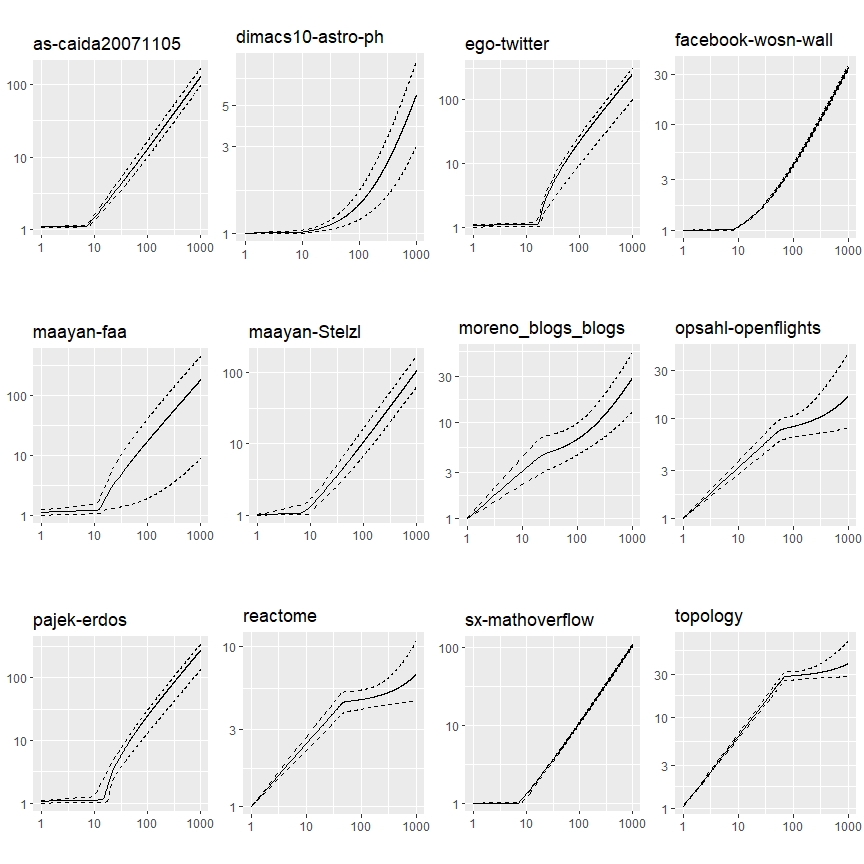 as-caida20071105
100
10
1
1 10 100 1000
dimacs10-astro-ph
5
3
1
1 10 100 1000
ego-twitter
100
10
1
1 10 100 1000
facebook-wosn-wall
30
10
3
1
1 10 100 1000
maayan-faa
100
10
1
1 10 100 1000
maayan-Stelzl
100
10
1
1 10 100 1000
moreno_blogs_blogs
30
10
3
1
1 10 100 1000
opsahl-openflights
30
10
3
1
1 10 100 1000
pajek-erdos
100
10
1
1 10 100 1000
reactome
10
3
1
1 10 100 1000
sx-mathoverflow
100
10
1
1 10 100 1000
topology
30
10
3
1
1 10 100 1000